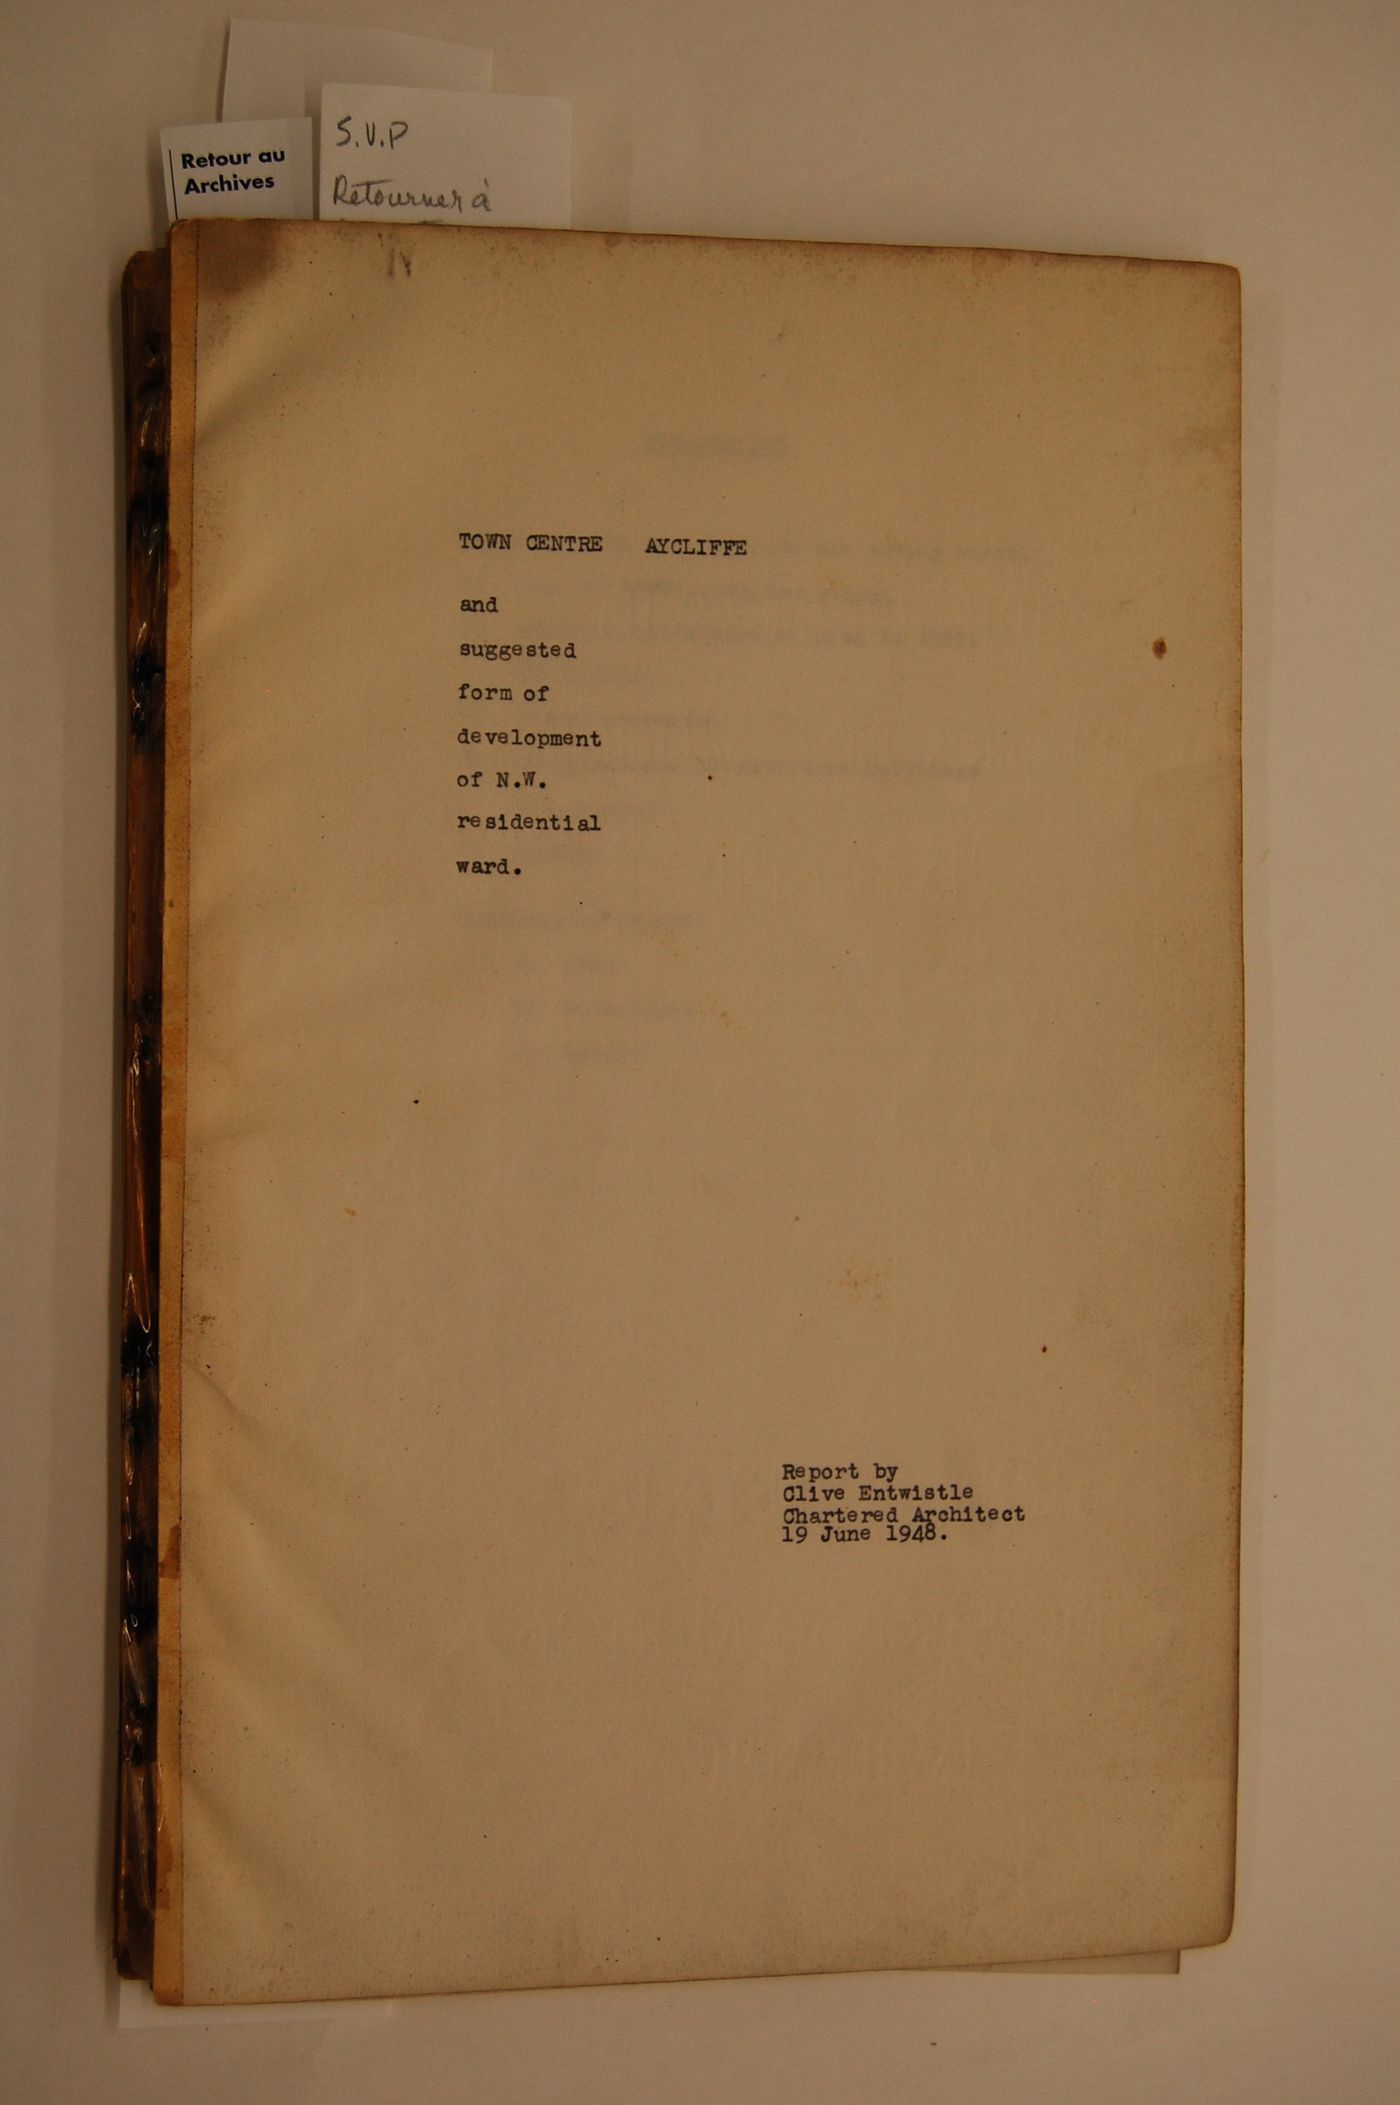 S.V.P
Retour au
Archives
Retourner à
TOWN CENTRE AYCLIFFE
and
suggested
form of
development
of N.W.
residential
ward.
Report by
Clive Entwistle
Chartered Architect
19 June 1948.